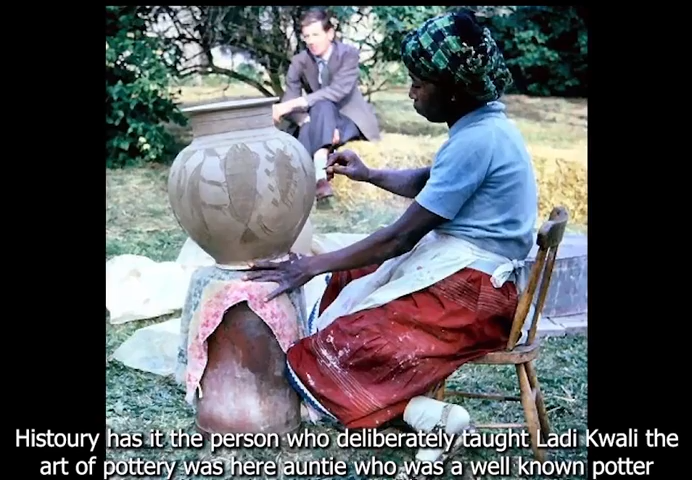 Histoury has it the person who deliberately taught Ladi Kwali the
art of pottery was here auntie who was a well known potter